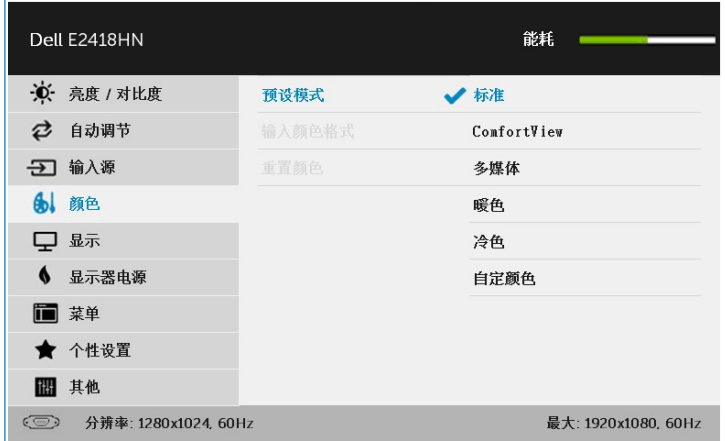 Dell E2418HN 能耗
亮度 / 对比度 预设模式 标准
自动调节 输入颜色格式 ComfortView
输入源 重置颜色 多媒体
颜色 暖色
显示 冷色
显示器电源 自定颜色
菜单
个性设置
其他
分辨率: 1280x1024, 60Hz 最大: 1920x1080, 60Hz